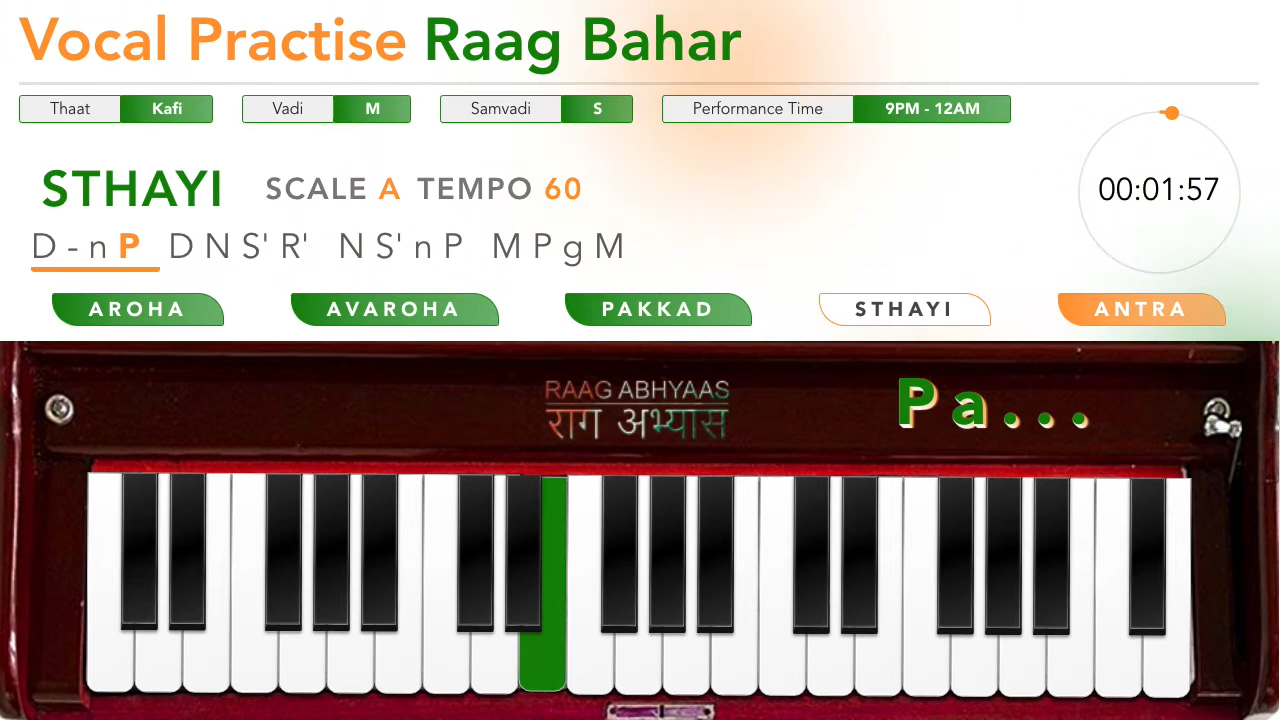 Vocal Practise Raag Bahar
Thaat Kafi Vadi M Samvadi S Performance Time 9PM - 12AM
STHAYI SCALE A TEMPO 60
00:01:57
D - n P D N S' R' N S' n P M P g M
AROHA AVAROHA PAKKAD STHAYI ANTRA
RAAG ABHYAAS
राग अभ्यास
Pa...